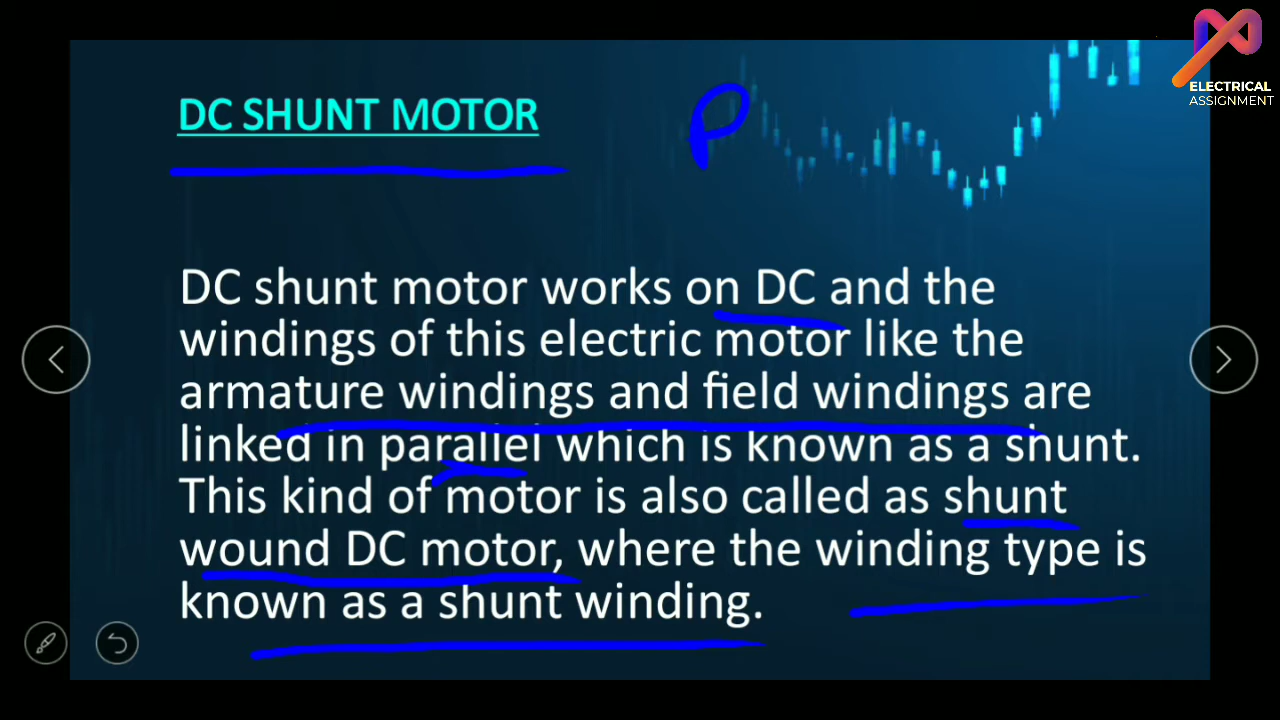 ELECTRICAL
ASSIGNMENT
DC SHUNT MOTOR
P
DC shunt motor works on DC and the
windings of this electric motor like the
armature windings and field windings are
linked in parallel which is known as a shunt.
This kind of motor is also called as shunt
wound DC motor, where the winding type is
known as a shunt winding.